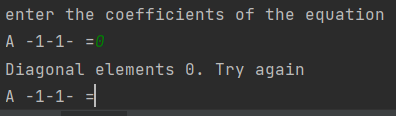 enter the coefficients of the equation
A -1-1- =0
Diagonal elements 0. Try again
A -1-1- =